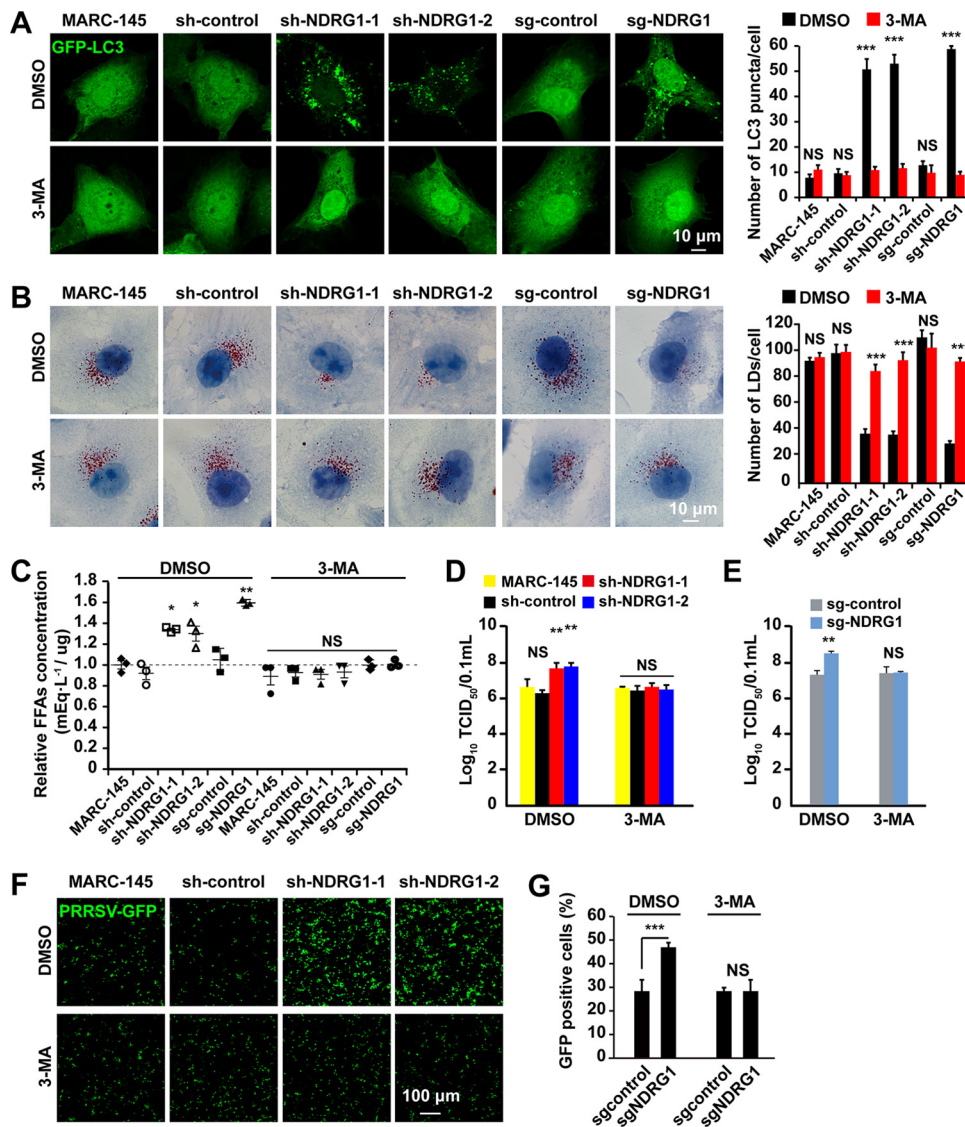 A
MARC-145 sh-control sh-NDRG1-1 sh-NDRG1-2 sg-control sg-NDRG1
GFP-LC3
DMSO
3-MA
10 µm
DMSO 3-MA
Number of LC3 puncta/cell
60
50
40
30
20
10
0
NS NS *** *** NS ***
MARC-145
sh-control
sh-NDRG1-1
sh-NDRG1-2
sg-control
sg-NDRG1
B
MARC-145 sh-control sh-NDRG1-1 sh-NDRG1-2 sg-control sg-NDRG1
DMSO
3-MA
10 µm
DMSO 3-MA
Number of LDs/cell
120
100
80
60
40
20
0
NS NS *** *** NS **
MARC-145
sh-control
sh-NDRG1-1
sh-NDRG1-2
sg-control
sg-NDRG1
C
DMSO 3-MA
Relative FFAs concentration
(mEq·L⁻¹/ ug)
1.8
1.6
1.4
1.2
1.0
0.8
0.6
0.4
0.2
0
* * ** NS
MARC-145
sh-control
sh-NDRG1-1
sh-NDRG1-2
sg-control
sg-NDRG1
MARC-145
sh-control
sh-NDRG1-1
sh-NDRG1-2
sg-control
sg-NDRG1
D
MARC-145 sh-NDRG1-1
sh-control sh-NDRG1-2
Log₁₀ TCID₅₀/0.1mL
10
8
6
4
2
0
NS ** ** NS
DMSO 3-MA
E
sg-control
sg-NDRG1
Log₁₀ TCID₅₀/0.1mL
10
8
6
4
2
0
** NS
DMSO 3-MA
F
MARC-145 sh-control sh-NDRG1-1 sh-NDRG1-2
PRRSV-GFP
DMSO
3-MA
100 µm
G
DMSO 3-MA
GFP positive cells (%)
60
50
40
30
20
10
0
*** NS
sgcontrol
sgNDRG1
sgcontrol
sgNDRG1